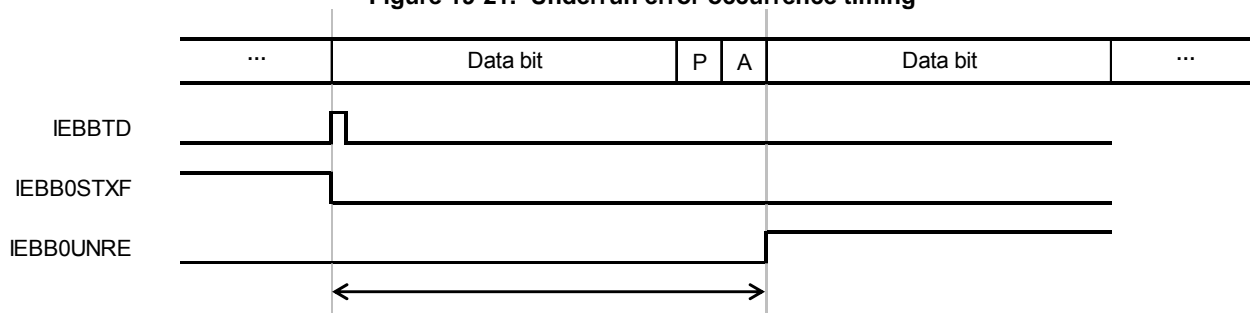 Figure 19-21. Underrun error occurrence timing
... Data bit P A Data bit ...
IEBBTD
IEBB0STXF
IEBB0UNRE